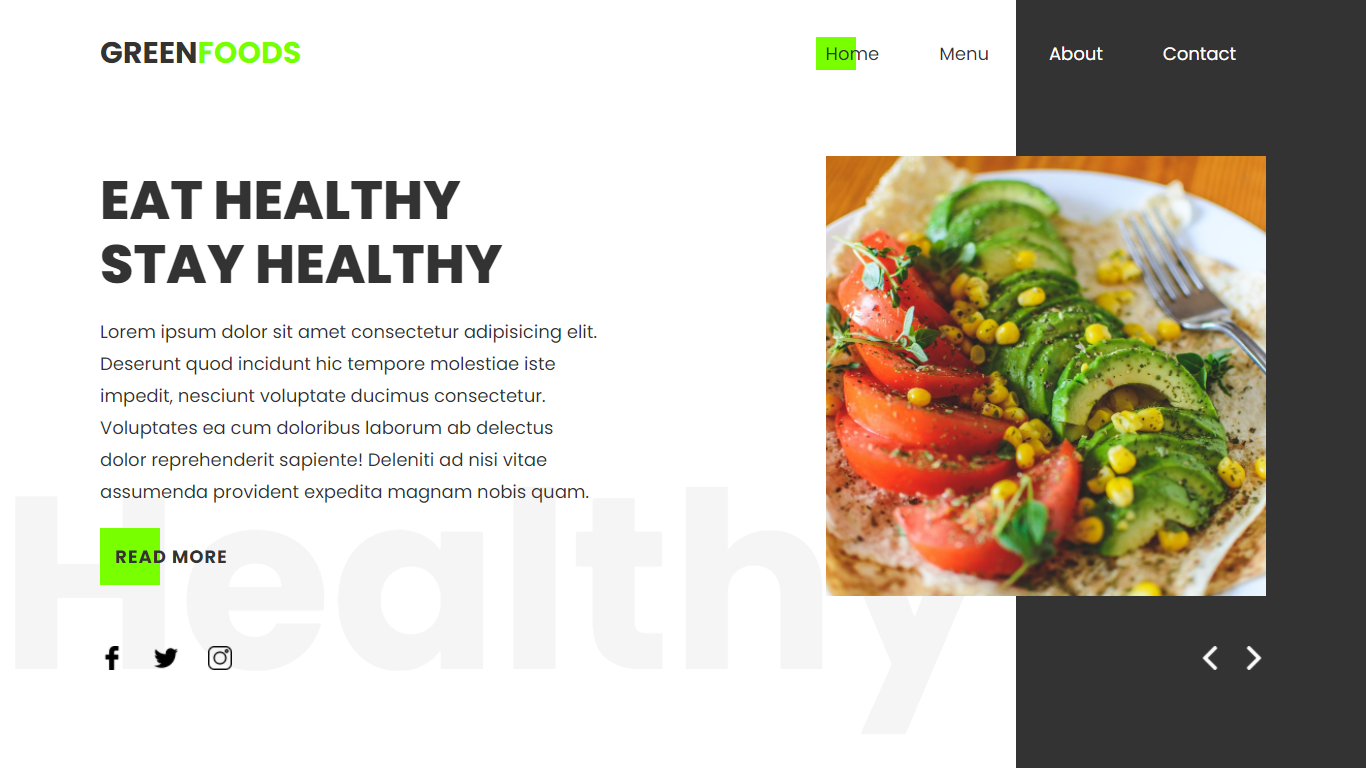 GREENFOODS
Home Menu About Contact
EAT HEALTHY
STAY HEALTHY
Lorem ipsum dolor sit amet consectetur adipisicing elit.
Deserunt quod incidunt hic tempore molestiae iste
impedit, nesciunt voluptate ducimus consectetur.
Voluptates ea cum doloribus laborum ab delectus
dolor reprehenderit sapiente! Deleniti ad nisi vitae
assumenda provident expedita magnam nobis quam.
Healthy
READ MORE